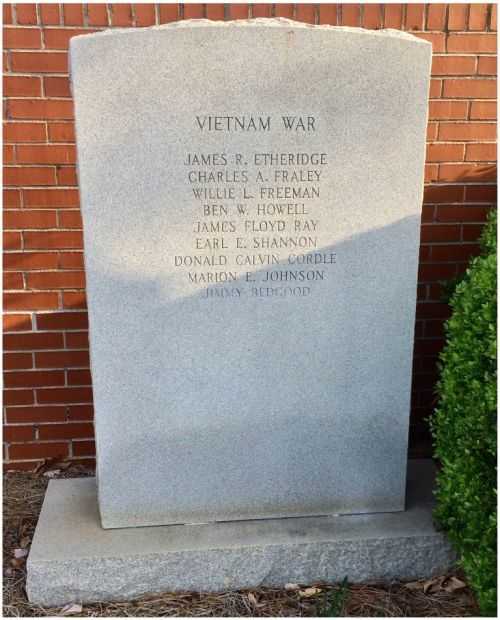 VIETNAM WAR
JAMES R. ETHERIDGE
CHARLES A. FRALEY
WILLIE L. FREEMAN
BEN W. HOWELL
JAMES FLOYD RAY
EARL E. SHANNON
DONALD CALVIN CORDLE
MARION E. JOHNSON
JIMMY BEDGOOD